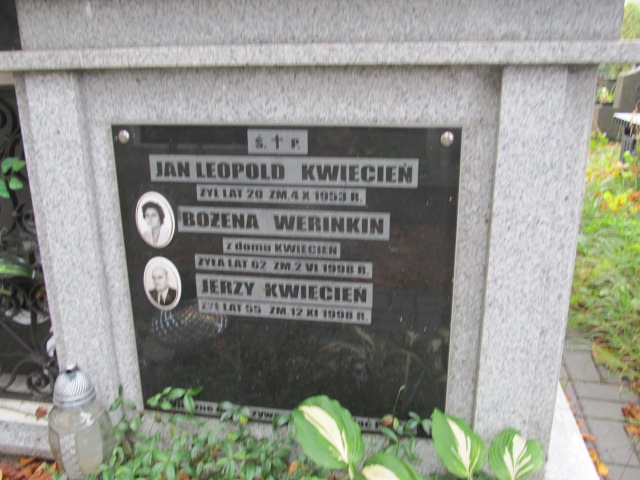 Ś. † P.
JAN LEOPOLD KWIECIEŃ
ŻYŁ LAT 20 ZM.4 X 1953 R.
BOŻENA WERINKIN
z domu KWIECIEŃ
ŻYŁA LAT 62 ZM.2 VI 1998 R.
JERZY KWIECIEŃ
ŻYŁ LAT 55 ZM.12 XI 1998 R.